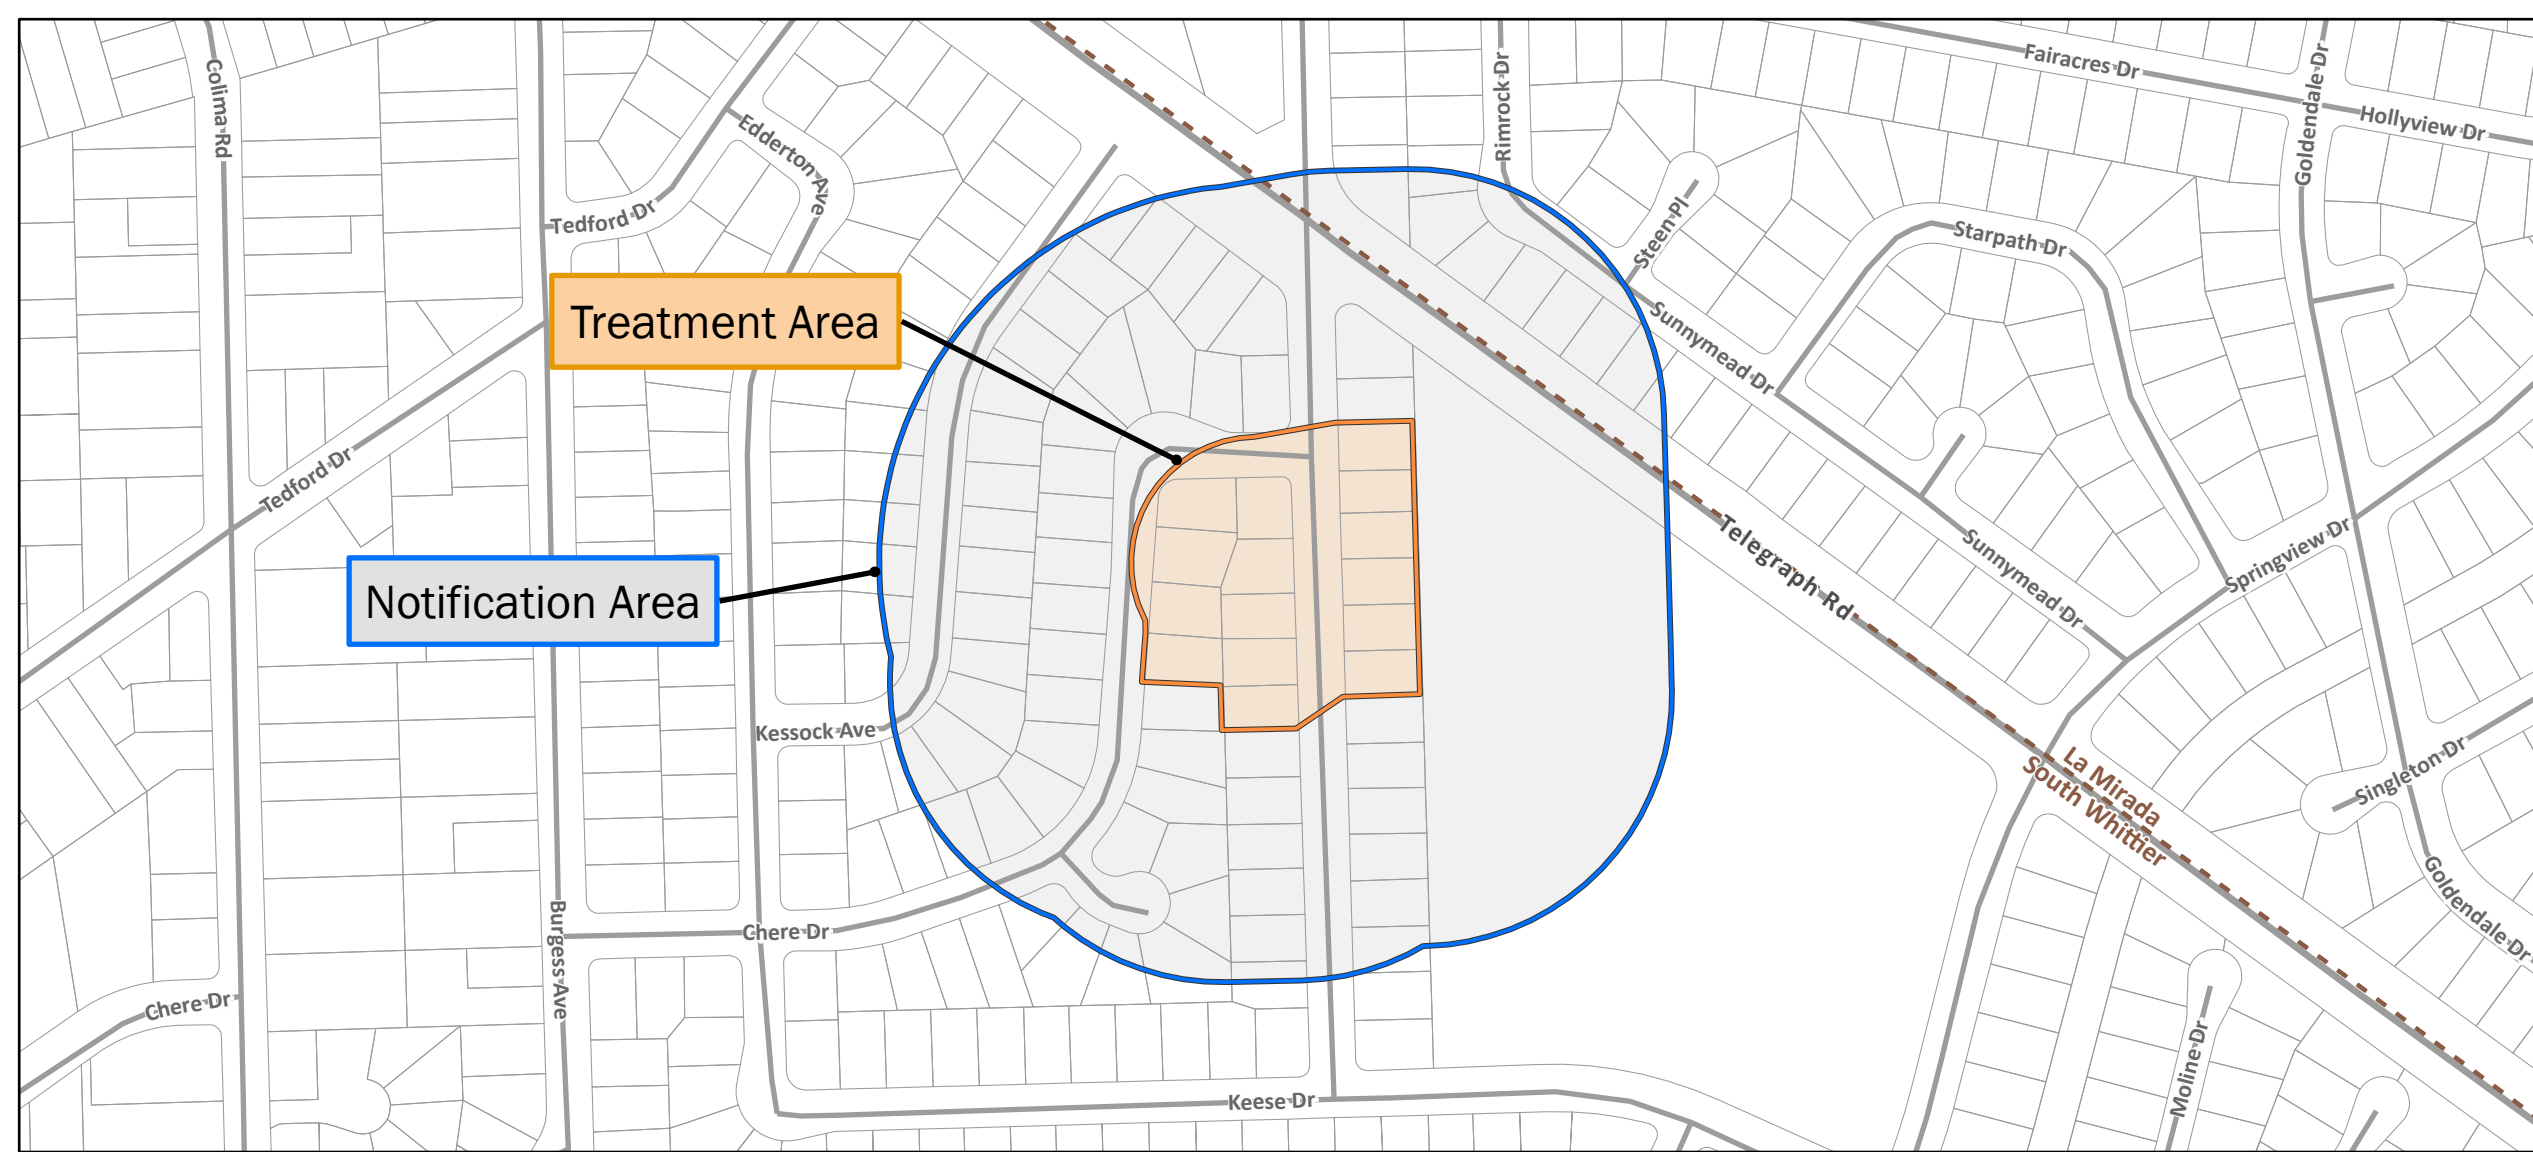 Fairacres Dr
Hollyview Dr
Goldendale Dr
Rimrock Dr
Colima Rd
Edderton Ave
Tedford Dr
Steen Pl
Starpath Dr
Treatment Area
Sunnymead Dr
Tedford Dr
Telegraph Rd
Sunnymead Dr
Springview Dr
Notification Area
Kessock Ave
La Mirada
South Whittier
Singleton Dr
Goldendale Dr
Burgess Ave
Chere Dr
Chere Dr
Moline Dr
Keese Dr